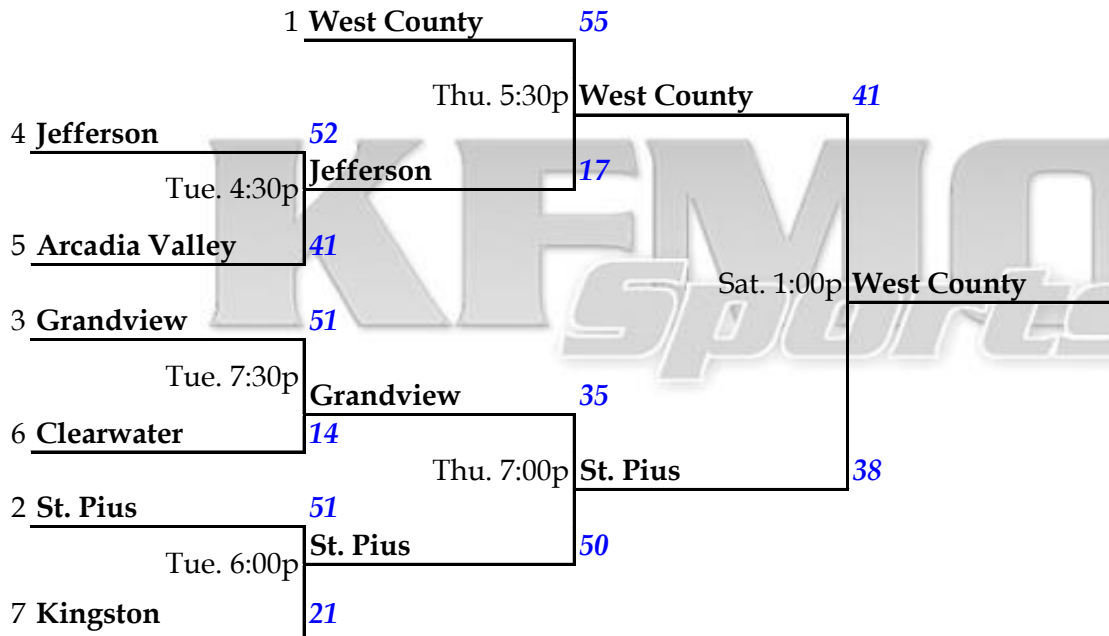 1 West County 55
Thu. 5:30p West County 41
4 Jefferson 52
Tue. 4:30p Jefferson 17
5 Arcadia Valley 41
Sat. 1:00p West County
3 Grandview 51
Tue. 7:30p
Grandview 35
6 Clearwater 14
Thu. 7:00p St. Pius 38
2 St. Pius 51
Tue. 6:00p St. Pius 50
7 Kingston 21
KFMO
Sports